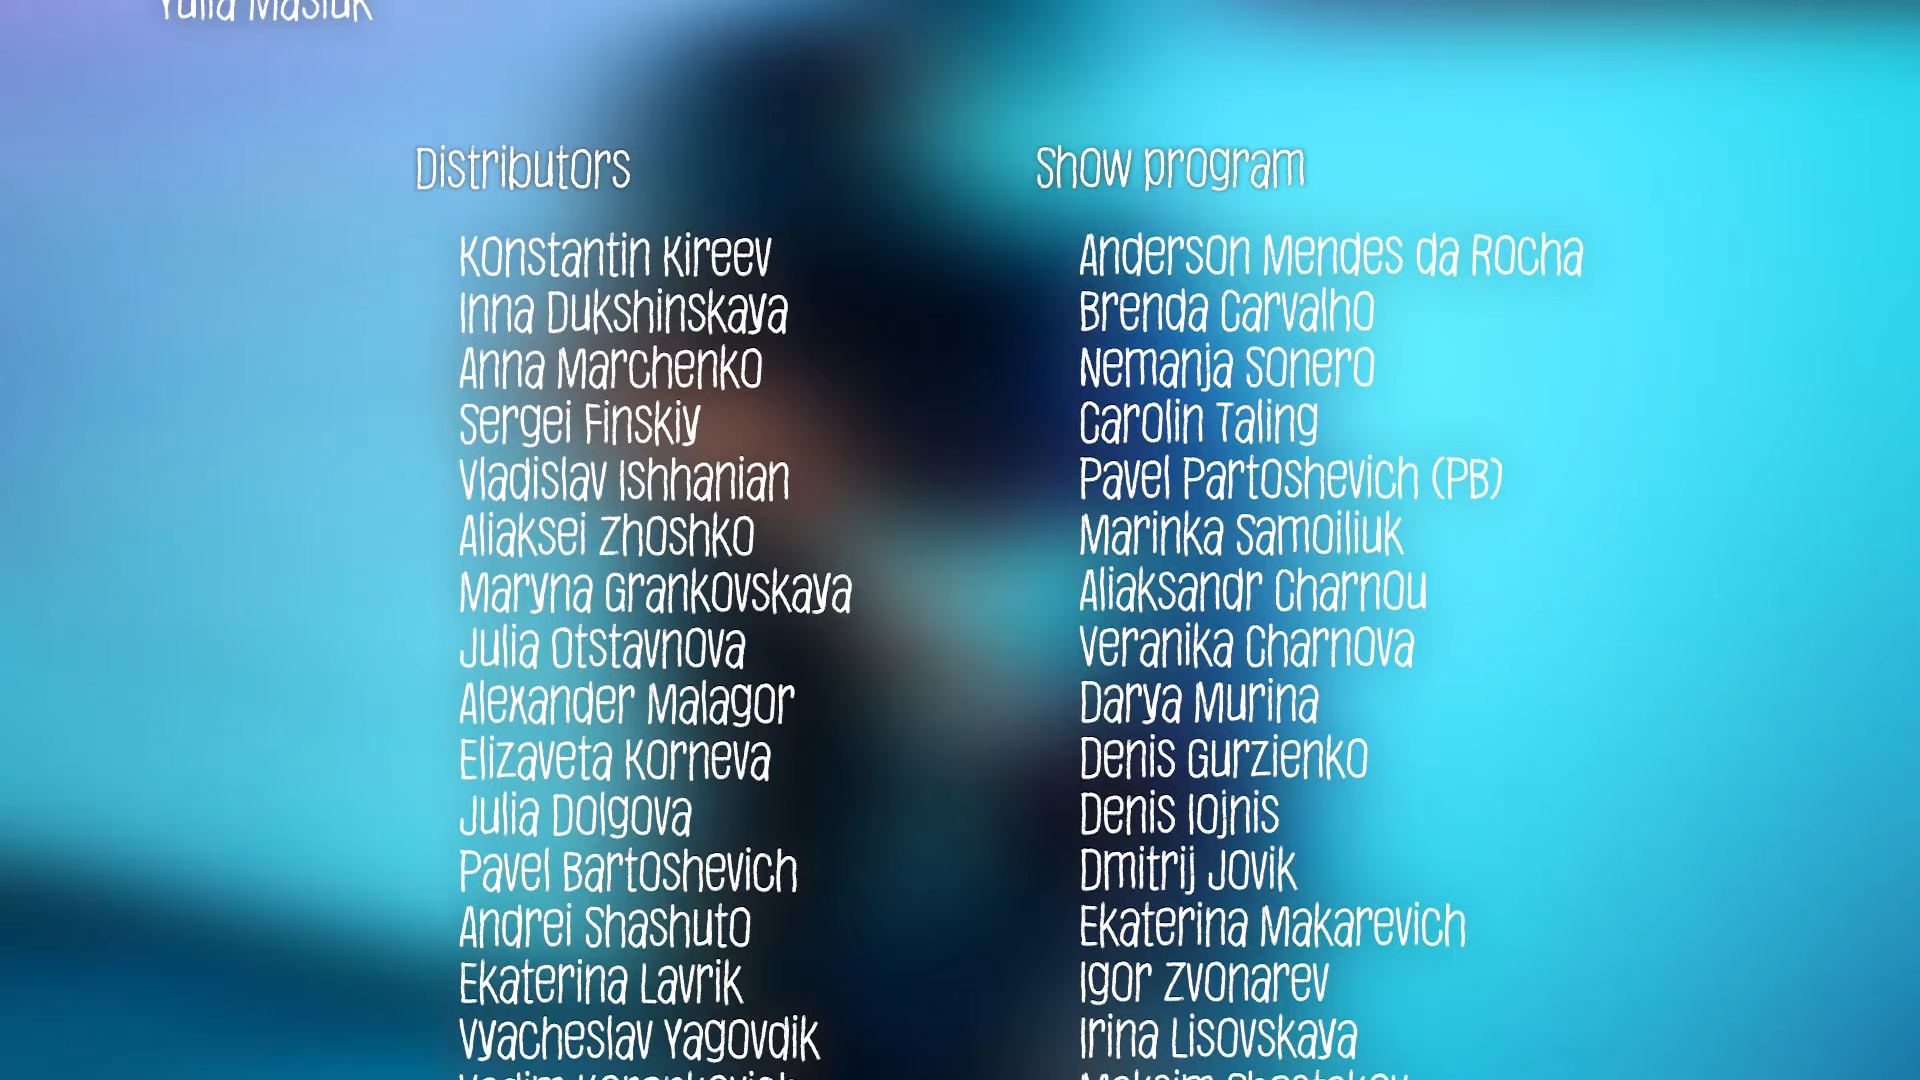 Yulia Masiuk
Distributors
Konstantin Kireev
Inna Dukshinskaya
Anna Marchenko
Sergei Finskiy
Vladislav Ishhanian
Aliaksei Zhoshko
Maryna Grankovskaya
Julia Otstavnova
Alexander Malagor
Elizaveta Korneva
Julia Dolgova
Pavel Bartoshevich
Andrei Shashuto
Ekaterina Lavrik
Vyacheslav Yagovdik
Show program
Anderson Mendes da Rocha
Brenda Carvalho
Nemanja Sonero
Carolin Taling
Pavel Partoshevich (PB)
Marinka Samoiliuk
Aliaksandr Charnou
Veranika Charnova
Darya Murina
Denis Gurzienko
Denis Iojnis
Dmitrij Jovik
Ekaterina Makarevich
Igor Zvonarev
Irina Lisovskaya